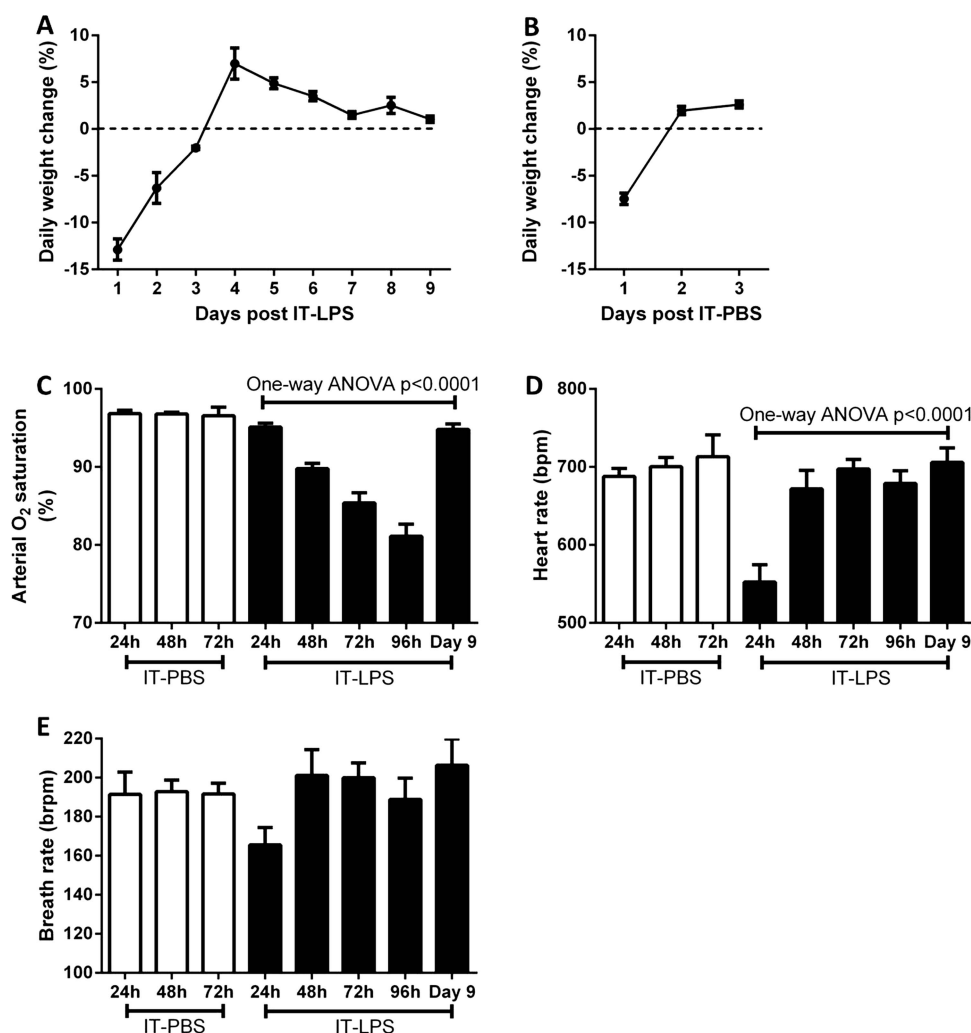 A
Daily weight change (%)
10
5
0
-5
-10
-15
1 2 3 4 5 6 7 8 9
Days post IT-LPS
B
Daily weight change (%)
10
5
0
-5
-10
-15
1 2 3
Days post IT-PBS
C
One-way ANOVA p<0.0001
Arterial O2 saturation
(%)
100
90
80
70
24h 48h 72h 24h 48h 72h 96h Day 9
IT-PBS IT-LPS
D
One-way ANOVA p<0.0001
Heart rate (bpm)
800
700
600
500
24h 48h 72h 24h 48h 72h 96h Day 9
IT-PBS IT-LPS
E
Breath rate (brpm)
220
200
180
160
140
120
100
24h 48h 72h 24h 48h 72h 96h Day 9
IT-PBS IT-LPS